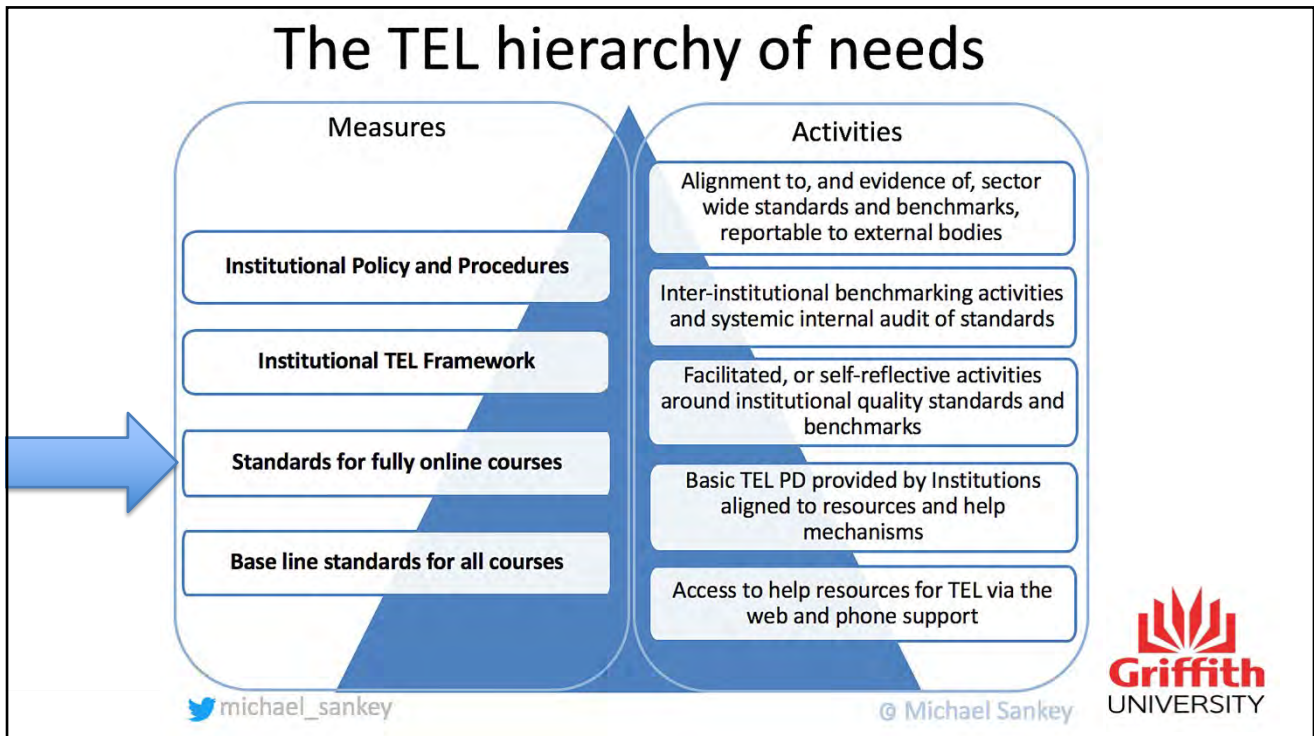 The TEL hierarchy of needs
Measures
Institutional Policy and Procedures
Institutional TEL Framework
Standards for fully online courses
Base line standards for all courses
Activities
Alignment to, and evidence of, sector
wide standards and benchmarks,
reportable to external bodies
Inter-institutional benchmarking activities
and systemic internal audit of standards
Facilitated, or self-reflective activities
around institutional quality standards and
benchmarks
Basic TEL PD provided by Institutions
aligned to resources and help
mechanisms
Access to help resources for TEL via the
web and phone support
michael_sankey
@ Michael Sankey
Griffith
UNIVERSITY